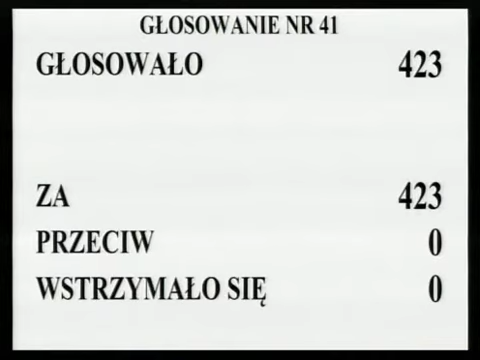 GŁOSOWANIE NR 41
GŁOSOWAŁO 423
ZA 423
PRZECIW 0
WSTRZYMAŁO SIĘ 0